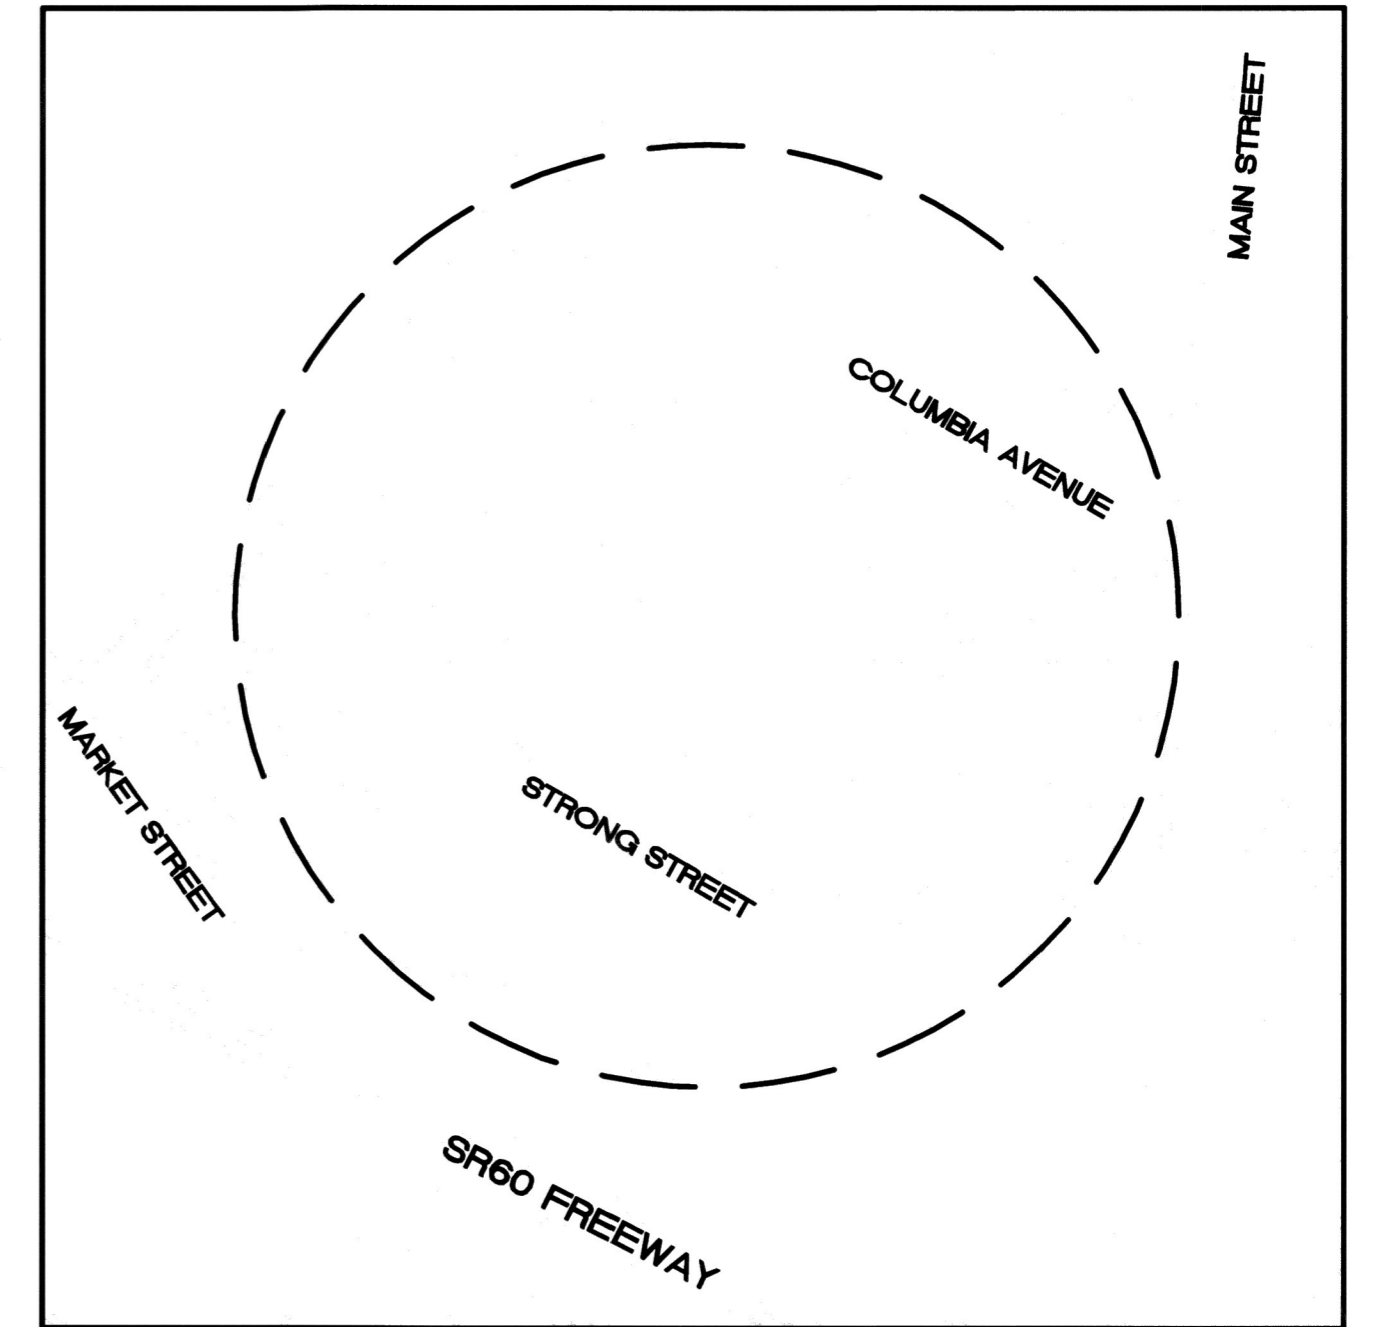 MAIN STREET
COLUMBIA AVENUE
MARKET STREET
STRONG STREET
SR60 FREEWAY